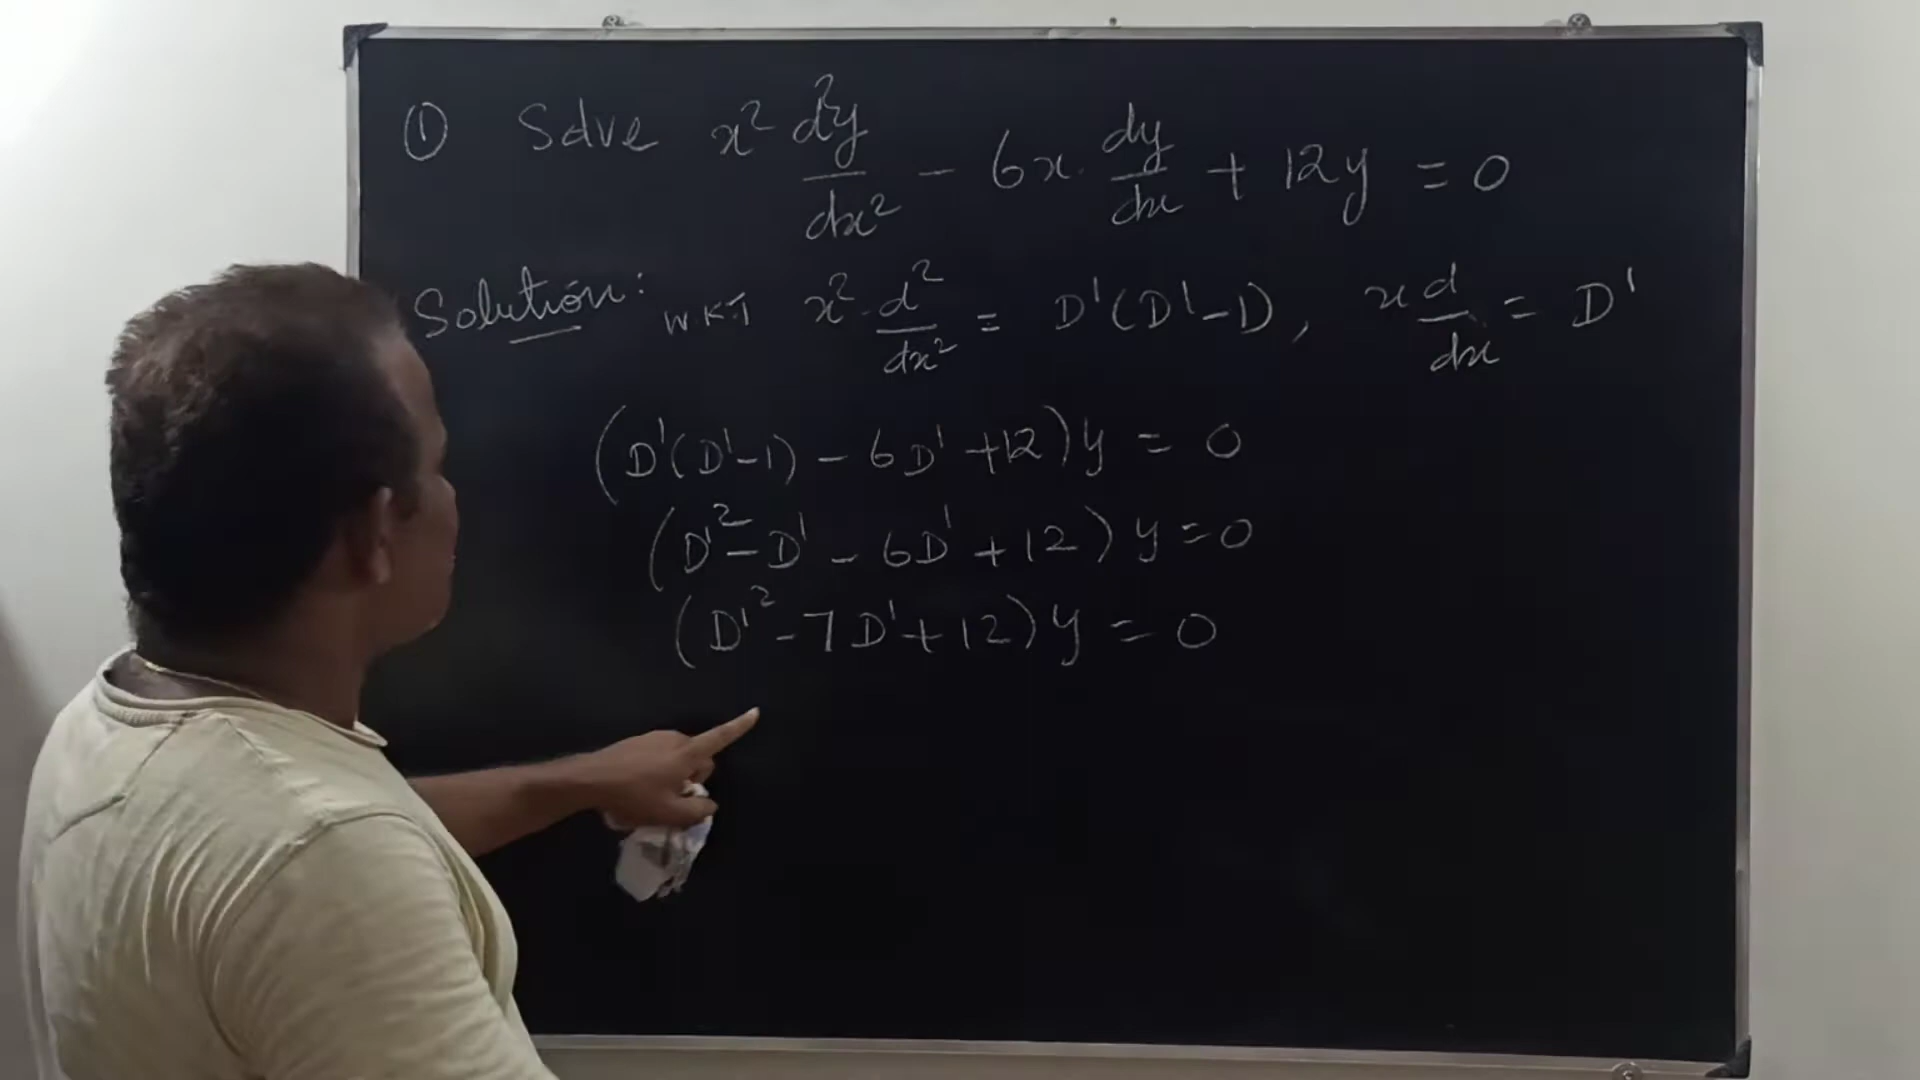 ① Solve x² d²y/dx² - 6x. dy/dx + 12y = 0
Solution: W.K.T x². d²/dx² = D'(D'-1), x d/dx = D'
(D'(D'-1) - 6D' +12)y = 0
(D'² - D' - 6D' + 12) y = 0
(D'² - 7D' + 12) y = 0